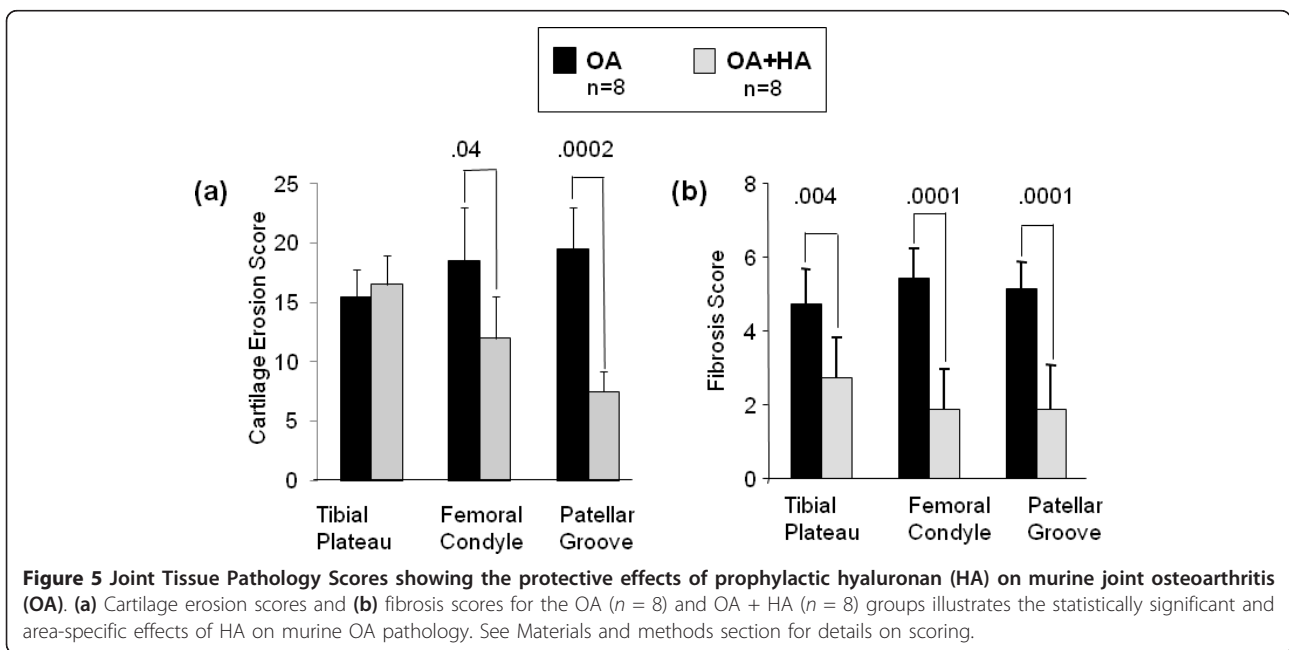 OA
n=8
OA+HA
n=8
(a)
.04
.0002
Cartilage Erosion Score
25
20
15
10
5
0
Tibial Plateau
Femoral Condyle
Patellar Groove
(b)
.004
.0001
.0001
Fibrosis Score
8
6
4
2
0
Tibial Plateau
Femoral Condyle
Patellar Groove
Figure 5 Joint Tissue Pathology Scores showing the protective effects of prophylactic hyaluronan (HA) on murine joint osteoarthritis
(OA). (a) Cartilage erosion scores and (b) fibrosis scores for the OA (n = 8) and OA + HA (n = 8) groups illustrates the statistically significant and
area-specific effects of HA on murine OA pathology. See Materials and methods section for details on scoring.